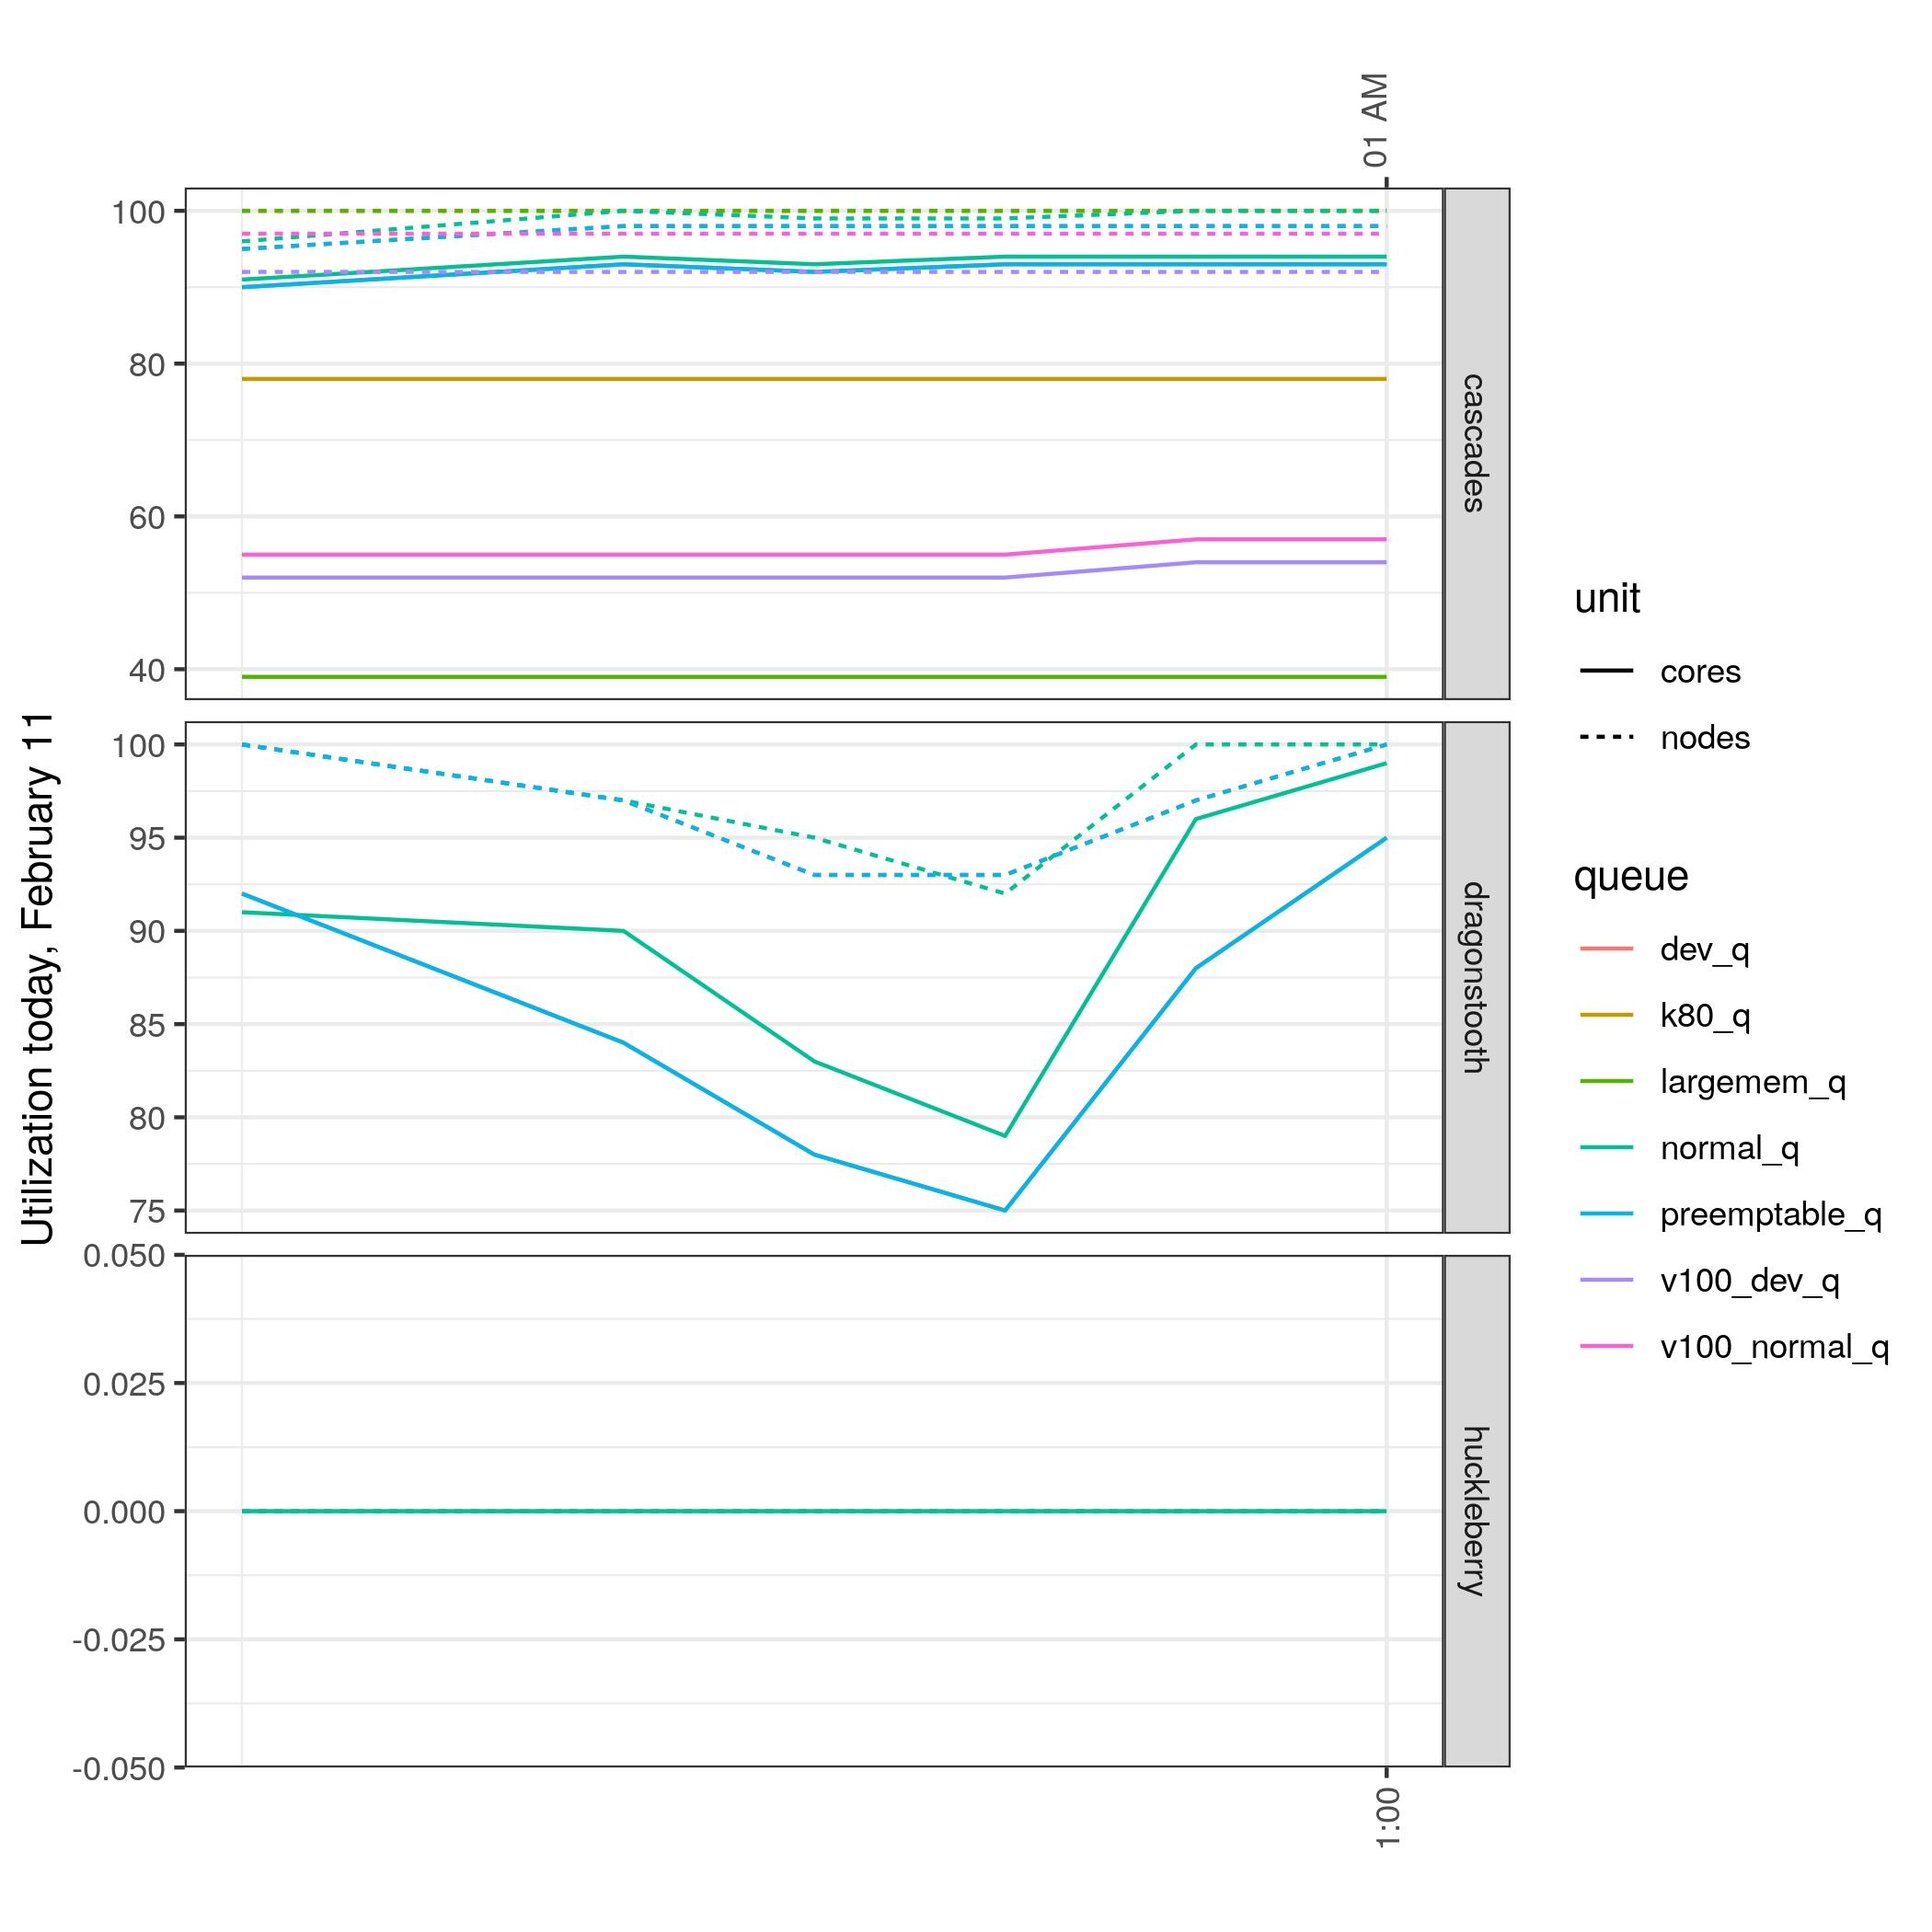 01 AM
100
80
60
40
cascades
100
95
90
85
80
75
dragonstooth
0.050
0.025
0.000
-0.025
-0.050
huckleberry
1:00
Utilization today, February 11
unit
cores
nodes
queue
dev_q
k80_q
largemem_q
normal_q
preemptable_q
v100_dev_q
v100_normal_q